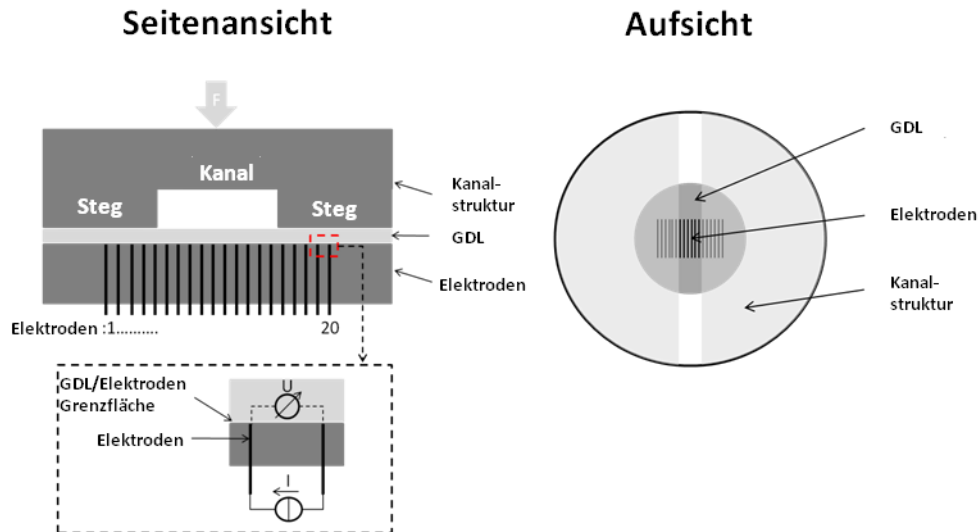 Seitenansicht
Aufsicht
F
Kanal
Steg
Steg
Kanal-
struktur
GDL
Elektroden
Elektroden :1..........
20
GDL/Elektroden
Grenzfläche
U
Elektroden
I
GDL
Elektroden
Kanal-
struktur